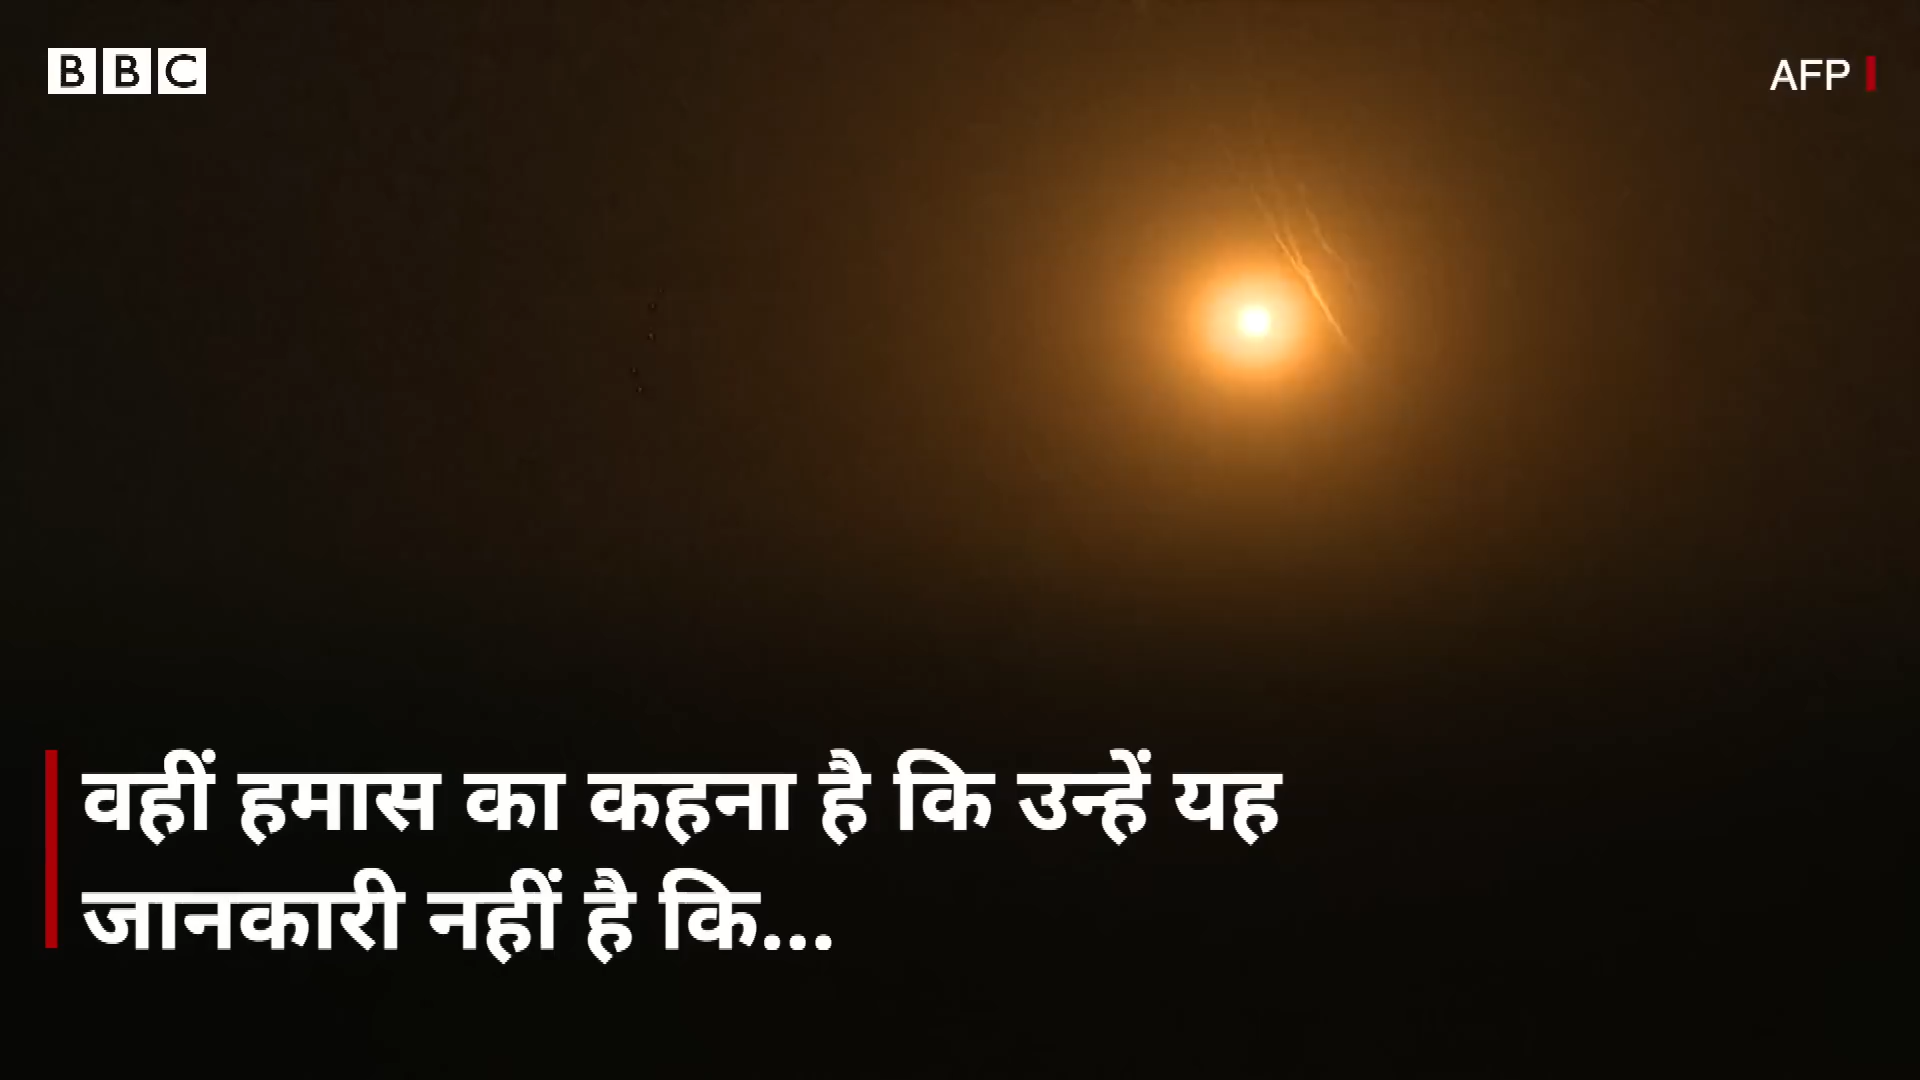 BBC
AFP
वहीं हमास का कहना है कि उन्हें यह
जानकारी नहीं है कि...